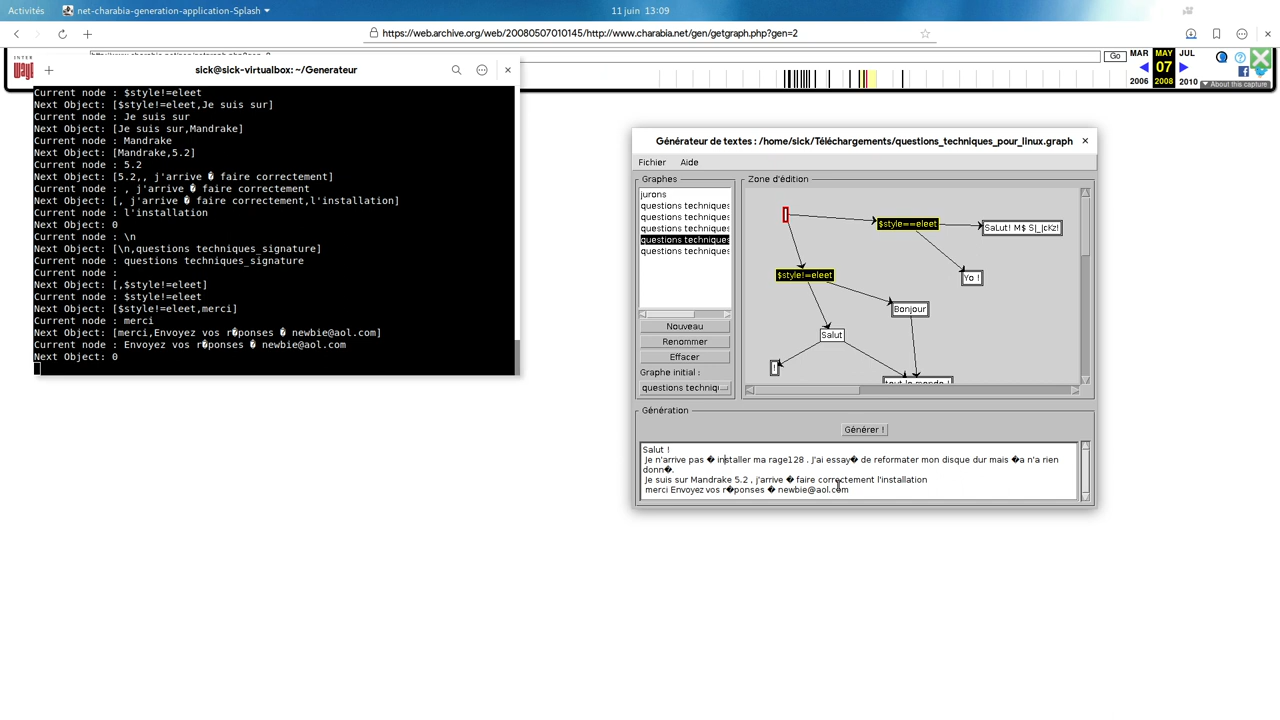 Activités
net-charabia-generation-application-Splash
11 juin 13:09
https://web.archive.org/web/20080507010145/http://www.charabia.net/gen/getgraph.php?gen=2
INTER
Go
MAR
MAY
JUL
07
2006
2008
2010
About this capture
sick@sick-virtualbox: ~/Generateur
Current node : $style!=eleet
Next Object: [$style!=eleet,Je suis sur]
Current node : Je suis sur
Next Object: [Je suis sur,Mandrake]
Current node : Mandrake
Next Object: [Mandrake,5.2]
Current node : 5.2
Next Object: [5.2,, j'arrive � faire correctement]
Current node : , j'arrive � faire correctement
Next Object: [, j'arrive � faire correctement,l'installation]
Current node : l'installation
Next Object: 0
Current node : \n
Next Object: [\n,questions techniques_signature]
Current node : questions techniques_signature
Current node :
Next Object: [,$style!=eleet]
Current node : $style!=eleet
Next Object: [$style!=eleet,merci]
Current node : merci
Next Object: [merci,Envoyez vos r�ponses � newbie@aol.com]
Current node : Envoyez vos r�ponses � newbie@aol.com
Next Object: 0
Générateur de textes : /home/sick/Téléchargements/questions_techniques_pour_linux.graph
Fichier
Aide
Graphes
jurons
questions techniques
questions techniques
questions techniques
questions techniques
questions techniques
Nouveau
Renommer
Effacer
Graphe initial :
questions techniq
Zone d'édition
$style==eleet
SaLut! M$ S|_|cKz!
$style!=eleet
Yo !
Bonjour
Salut
!
tout le monde !
Génération
Générer !
Salut !
Je n'arrive pas � installer ma rage128 . J'ai essay� de reformater mon disque dur mais �a n'a rien
donn�.
Je suis sur Mandrake 5.2 , j'arrive � faire correctement l'installation
merci Envoyez vos r�ponses � newbie@aol.com